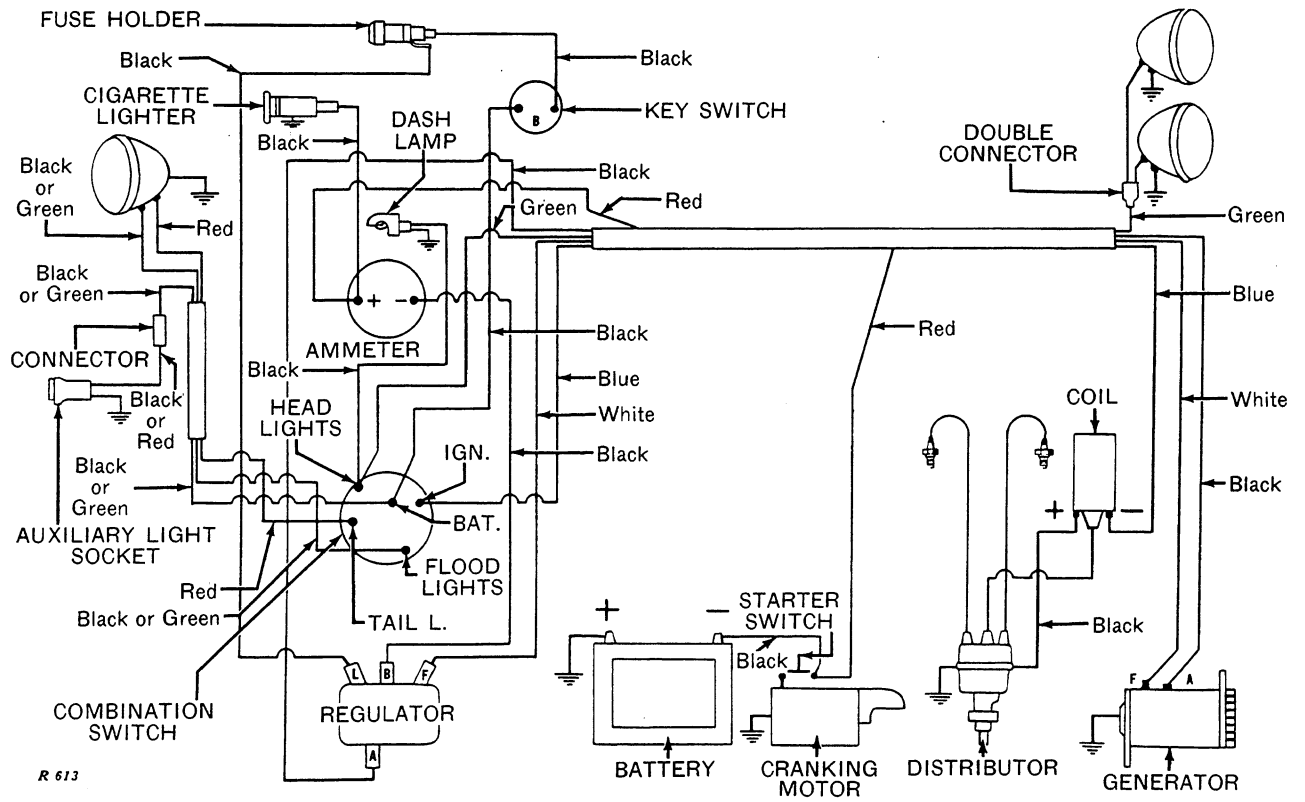 FUSE HOLDER
Black
Black
CIGARETTE
LIGHTER
B
KEY SWITCH
DASH
LAMP
Black
DOUBLE
CONNECTOR
Black
or
Green
Black
Red
Red
Green
Green
Black
or Green
+ -
Blue
Red
Black
CONNECTOR
AMMETER
Black
Blue
Black
or
Red
HEAD
LIGHTS
White
COIL
White
IGN.
Black
Black
or
Green
Black
+ -
AUXILIARY LIGHT
SOCKET
BAT.
FLOOD
LIGHTS
Red
Black or Green
TAIL L.
+ -
STARTER
SWITCH
Black
Black
L B F
F A
COMBINATION
SWITCH
REGULATOR
A
BATTERY
CRANKING
MOTOR
DISTRIBUTOR
GENERATOR
R 613